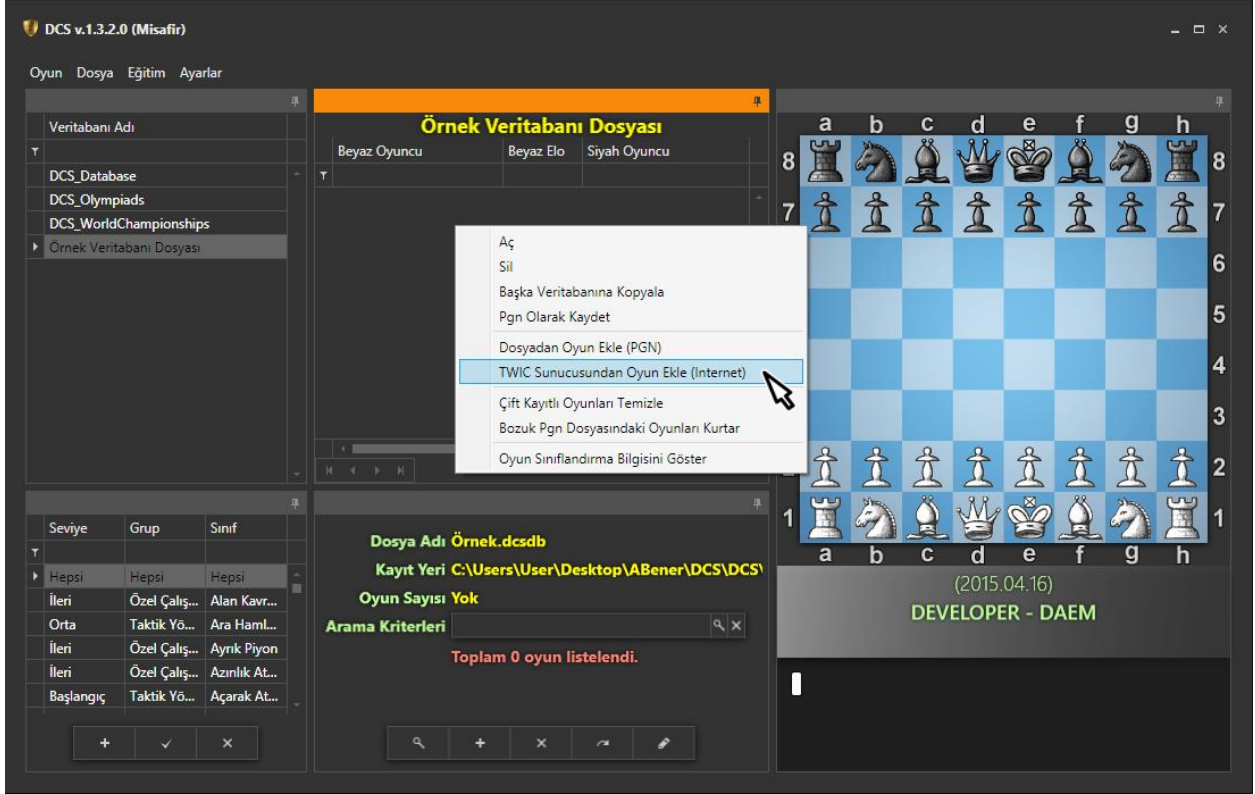 DCS v.1.3.2.0 (Misafir)
Oyun Dosya Eğitim Ayarlar
Veritabanı Adı
DCS_Database
DCS_Olympiads
DCS_WorldChampionships
Örnek Veritabanı Dosyası
Örnek Veritabanı Dosyası
Beyaz Oyuncu Beyaz Elo Siyah Oyuncu
Aç
Sil
Başka Veritabanına Kopyala
Pgn Olarak Kaydet
Dosyadan Oyun Ekle (PGN)
TWIC Sunucusundan Oyun Ekle (Internet)
Çift Kayıtlı Oyunları Temizle
Bozuk Pgn Dosyasındaki Oyunları Kurtar
Oyun Sınıflandırma Bilgisini Göster
Seviye Grup Sınıf
Hepsi Hepsi Hepsi
İleri Özel Çalış... Alan Kavr...
Orta Taktik Yö... Ara Haml...
İleri Özel Çalış... Ayrık Piyon
İleri Özel Çalış... Azınlık At...
Başlangıç Taktik Yö... Açarak At...
Dosya Adı Örnek.dcsdb
Kayıt Yeri C:\Users\User\Desktop\ABener\DCS\DCS\
Oyun Sayısı Yok
Arama Kriterleri
Toplam 0 oyun listelendi.
a b c d e f g h
8 8
7 7
6
5
4
3
2
1 1
a b c d e f g h
(2015.04.16)
DEVELOPER - DAEM